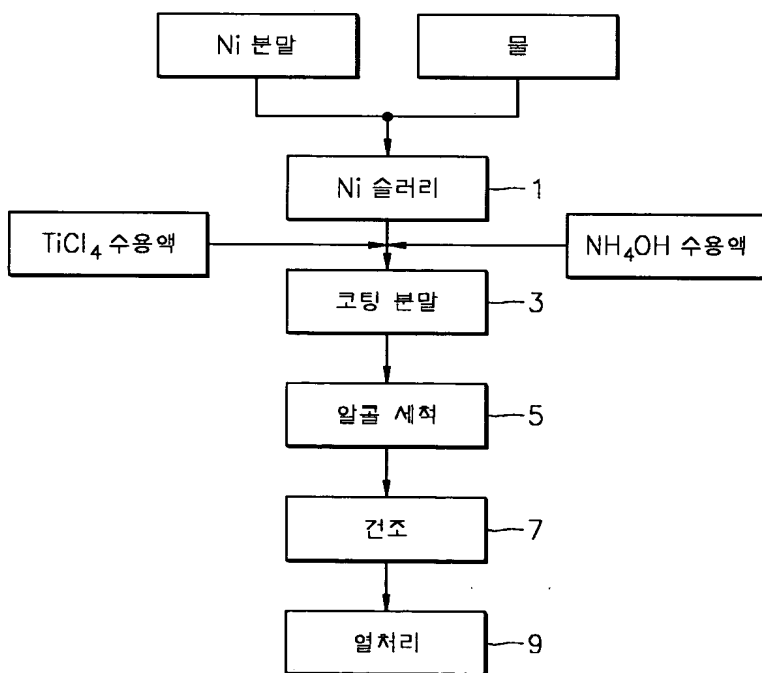 Ni 분말
물
Ni 슬러리
1
TiCl4 수용액
NH4OH 수용액
코팅 분말
3
알콜 세척
5
건조
7
열처리
9